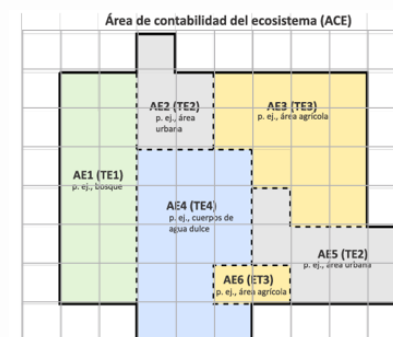 Área de contabilidad del ecosistema (ACE)
AE2 (TE2)
p. ej., área
urbana
AE3 (TE3)
p. ej., área agrícola
AE1 (TE1)
p. ej., bosque
AE4 (TE4)
p. ej., cuerpos de
agua dulce
AE5 (TE2)
p. ej., área urbana
AE6 (ET3)
p. ej., área agrícola